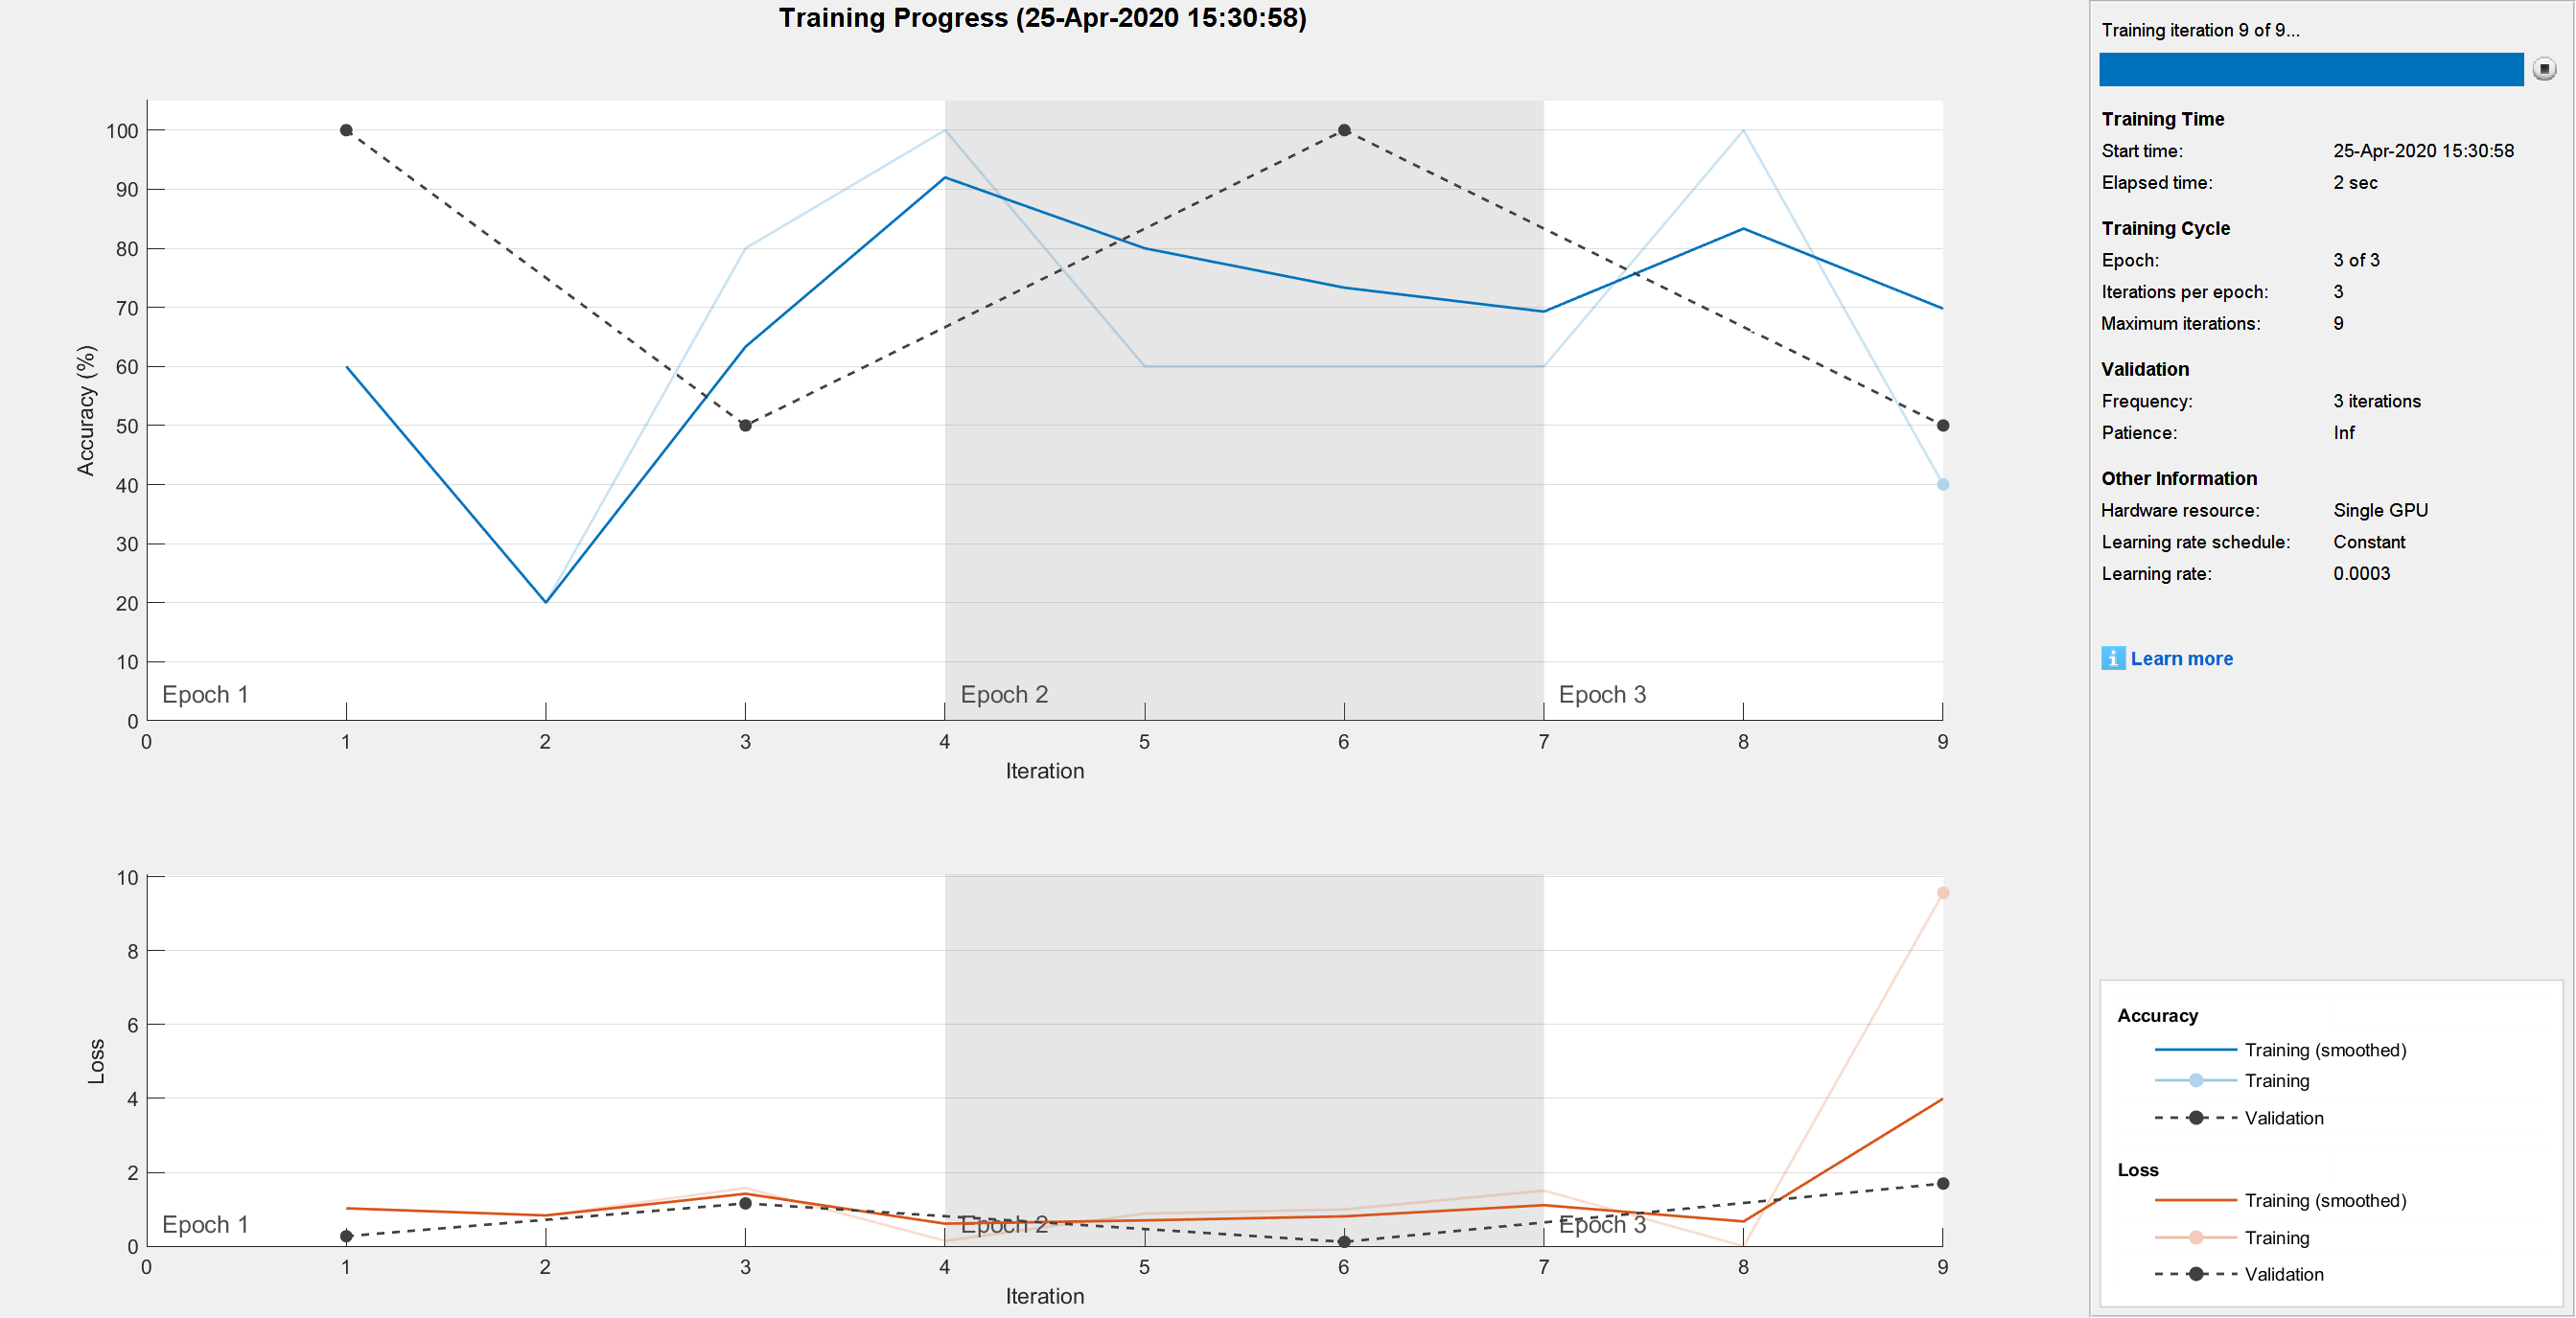 Training Progress (25-Apr-2020 15:30:58)
100
90
80
70
60
50
40
30
20
10
0
Accuracy (%)
Epoch 1
Epoch 2
Epoch 3
0 1 2 3 4 5 6 7 8 9
Iteration
10
8
6
4
2
0
Loss
Epoch 1
Epoch 2
Epoch 3
0 1 2 3 4 5 6 7 8 9
Iteration
Training iteration 9 of 9...
Training Time
Start time: 25-Apr-2020 15:30:58
Elapsed time: 2 sec
Training Cycle
Epoch: 3 of 3
Iterations per epoch: 3
Maximum iterations: 9
Validation
Frequency: 3 iterations
Patience: Inf
Other Information
Hardware resource: Single GPU
Learning rate schedule: Constant
Learning rate: 0.0003
i Learn more
Accuracy
Training (smoothed)
Training
Validation
Loss
Training (smoothed)
Training
Validation